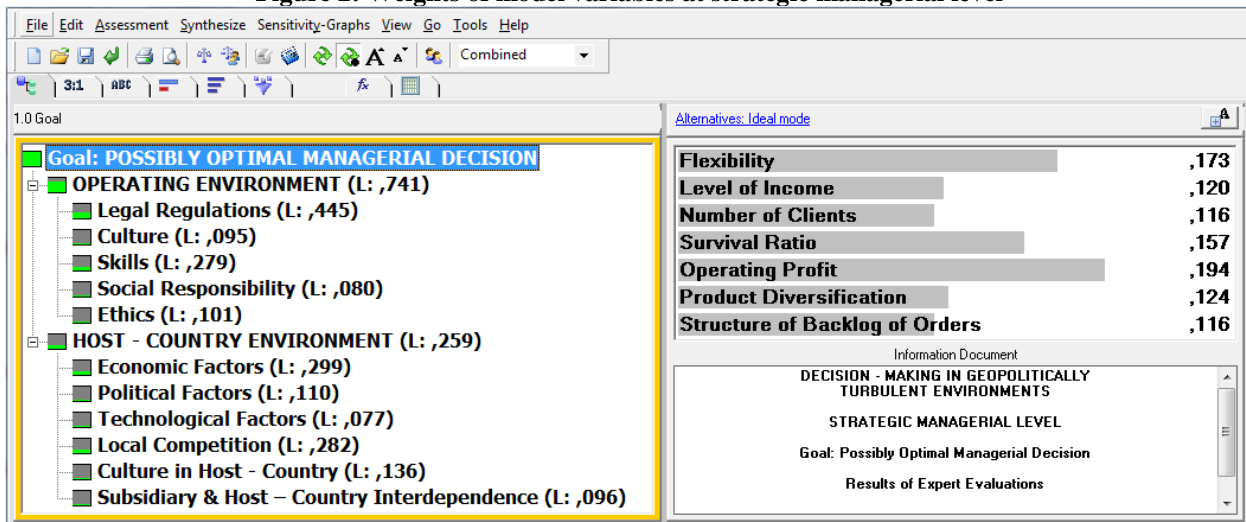 File Edit Assessment Synthesize Sensitivity-Graphs View Go Tools Help
A A Combined
3:1 ABC fx
1.0 Goal
Alternatives: Ideal mode
A
Goal: POSSIBLY OPTIMAL MANAGERIAL DECISION
OPERATING ENVIRONMENT (L: ,741)
Legal Regulations (L: ,445)
Culture (L: ,095)
Skills (L: ,279)
Social Responsibility (L: ,080)
Ethics (L: ,101)
HOST - COUNTRY ENVIRONMENT (L: ,259)
Economic Factors (L: ,299)
Political Factors (L: ,110)
Technological Factors (L: ,077)
Local Competition (L: ,282)
Culture in Host - Country (L: ,136)
Subsidiary & Host – Country Interdependence (L: ,096)
Flexibility ,173
Level of Income ,120
Number of Clients ,116
Survival Ratio ,157
Operating Profit ,194
Product Diversification ,124
Structure of Backlog of Orders ,116
Information Document
DECISION - MAKING IN GEOPOLITICALLY
TURBULENT ENVIRONMENTS
STRATEGIC MANAGERIAL LEVEL
Goal: Possibly Optimal Managerial Decision
Results of Expert Evaluations